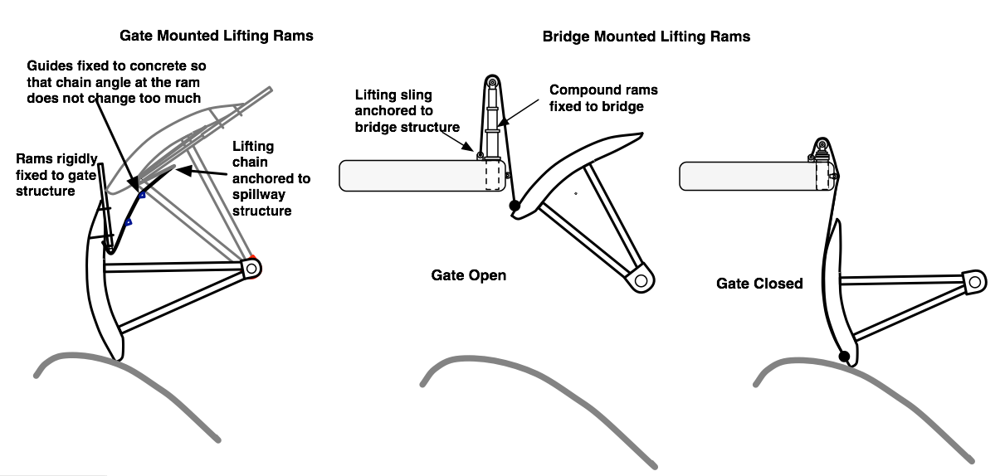 Gate Mounted Lifting Rams
Bridge Mounted Lifting Rams
Guides fixed to concrete so
that chain angle at the ram
does not change too much
Rams rigidly
fixed to gate
structure
Lifting
chain
anchored to
spillway
structure
Lifting sling
anchored to
bridge structure
Compound rams
fixed to bridge
Gate Open
Gate Closed